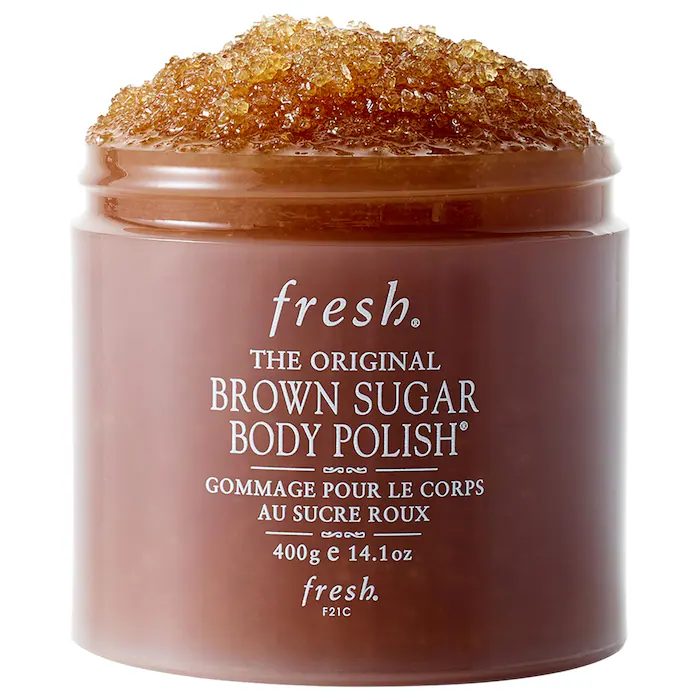 fresh.®
THE ORIGINAL
BROWN SUGAR
BODY POLISH®
GOMMAGE POUR LE CORPS
AU SUCRE ROUX
400g e 14.1oz
fresh.
F21C